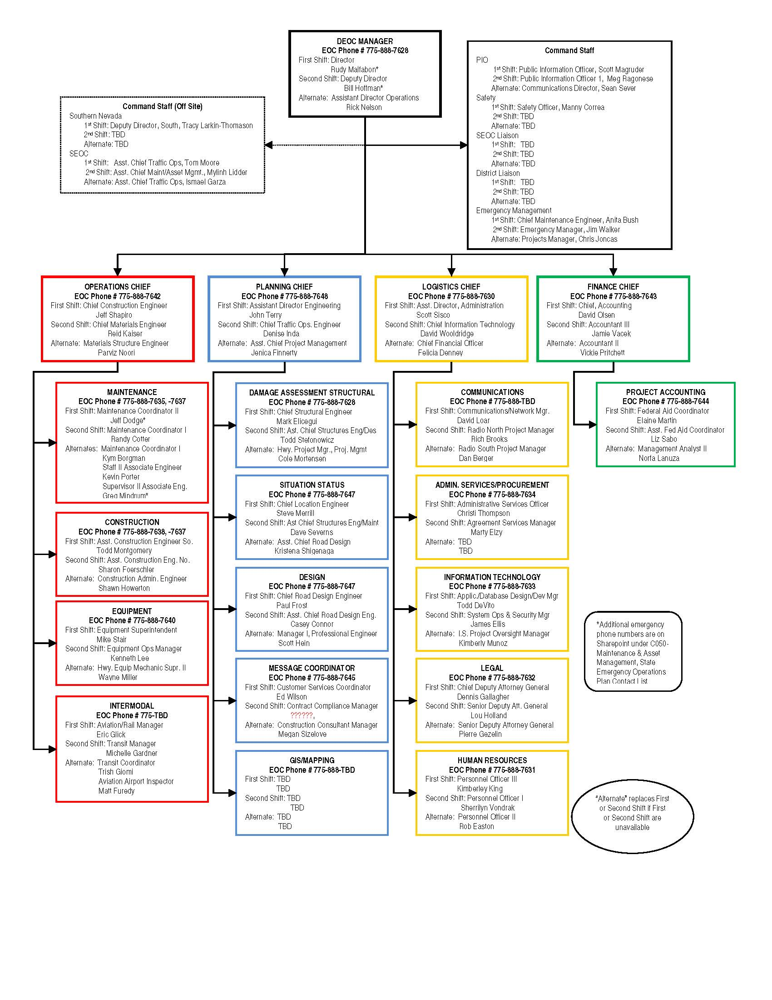 DEOC MANAGER
EOC Phone # 775-888-7628
First Shift: Director
Rudy Malfabon*
Second Shift: Deputy Director
Bill Hoffman*
Alternate: Assistant Director Operations
Rick Nelson
Command Staff
PIO
1st Shift: Public Information Officer, Scott Magruder
2nd Shift: Public Information Officer 1, Meg Ragonese
Alternate: Communications Director, Sean Sever
Safety
1st Shift: Safety Officer, Manny Correa
2nd Shift: TBD
Alternate: TBD
SEOC Liaison
1st Shift: TBD
2nd Shift: TBD
Alternate: TBD
District Liaison
1st Shift: TBD
2nd Shift: TBD
Alternate: TBD
Emergency Management
1st Shift: Chief Maintenance Engineer, Anita Bush
2nd Shift: Emergency Manager, Jim Walker
Alternate: Projects Manager, Chris Joncas
Command Staff (Off Site)
Southern Nevada
1st Shift: Deputy Director, South, Tracy Larkin-Thomason
2nd Shift: TBD
Alternate: TBD
SEOC
1st Shift: Asst. Chief Traffic Ops, Tom Moore
2nd Shift: Asst. Chief Maint/Asset Mgmt., Mylinh Lidder
Alternate: Asst. Chief Traffic Ops, Ismael Garza
OPERATIONS CHIEF
EOC Phone # 775-888-7642
First Shift: Chief Construction Engineer
Jeff Shapiro
Second Shift: Chief Materials Engineer
Reid Kaiser
Alternate: Materials Structure Engineer
Parviz Noori
PLANNING CHIEF
EOC Phone # 775-888-7648
First Shift: Assistant Director Engineering
John Terry
Second Shift: Chief Traffic Ops. Engineer
Denise Inda
Alternate: Asst. Chief Project Management
Jenica Finnerty
LOGISTICS CHIEF
EOC Phone # 775-888-7630
First Shift: Asst. Director, Administration
Scott Sisco
Second Shift: Chief Information Technology
David Wooldridge
Alternate: Chief Financial Officer
Felicia Denney
FINANCE CHIEF
EOC Phone # 775-888-7643
First Shift: Chief, Accounting
David Olsen
Second Shift: Accountant III
Jamie Vacek
Alternate: Accountant II
Vickie Pritchett
MAINTENANCE
EOC Phone # 775-888-7635, -7637
First Shift: Maintenance Coordinator II
Jeff Dodge*
Second Shift: Maintenance Coordinator I
Randy Cotter
Alternates: Maintenance Coordinator I
Kym Borgman
Staff II Associate Engineer
Kevin Porter
Supervisor II Associate Eng.
Greg Mindrum*
CONSTRUCTION
EOC Phone # 775-888-7638, -7637
First Shift: Asst. Construction Engineer So.
Todd Montgomery
Second Shift: Asst. Construction Eng. No.
Sharon Foerschler
Alternate: Construction Admin. Engineer
Shawn Howerton
EQUIPMENT
EOC Phone # 775-888-7640
First Shift: Equipment Superintendent
Mike Stair
Second Shift: Equipment Ops Manager
Kenneth Lee
Alternate: Hwy. Equip Mechanic Supr. II
Wayne Miller
INTERMODAL
EOC Phone # 775-TBD
First Shift: Aviation/Rail Manager
Eric Glick
Second Shift: Transit Manager
Michelle Gardner
Alternate: Transit Coordinator
Trish Giomi
Aviation Airport Inspector
Matt Furedy
DAMAGE ASSESSMENT STRUCTURAL
EOC Phone # 775-888-7628
First Shift: Chief Structural Engineer
Mark Elicegui
Second Shift: Ast. Chief Structures Eng/Des
Todd Stefonowicz
Alternate: Hwy. Project Mgr., Proj. Mgmt
Cole Mortensen
SITUATION STATUS
EOC Phone # 775-888-7647
First Shift: Chief Location Engineer
Steve Merrill
Second Shift: Ast Chief Structures Eng/Maint
Dave Severns
Alternate: Asst. Chief Road Design
Kristena Shigenaga
DESIGN
EOC Phone # 775-888-7647
First Shift: Chief Road Design Engineer
Paul Frost
Second Shift: Asst. Chief Road Design Eng.
Casey Connor
Alternate: Manager I, Professional Engineer
Scott Hein
MESSAGE COORDINATOR
EOC Phone # 775-888-7645
First Shift: Customer Services Coordinator
Ed Wilson
Second Shift: Contract Compliance Manager
??????,
Alternate: Construction Consultant Manager
Megan Sizelove
GIS/MAPPING
EOC Phone # 775-888-TBD
First Shift: TBD
TBD
Second Shift: TBD
TBD
Alternate: TBD
TBD
COMMUNICATIONS
EOC Phone # 775-888-TBD
First Shift: Communications/Network Mgr.
David Loar
Second Shift: Radio North Project Manager
Rich Brooks
Alternate: Radio South Project Manager
Dan Berger
ADMIN. SERVICES/PROCUREMENT
EOC Phone # 775-888-7634
First Shift: Administrative Services Officer
Christi Thompson
Second Shift: Agreement Services Manager
Marty Elzy
Alternate: TBD
TBD
INFORMATION TECHNOLOGY
EOC Phone # 775-888-7633
First Shift: Applic./Database Design/Dev Mgr
Todd DeVito
Second Shift: System Ops & Security Mgr
James Ellis
Alternate: I.S. Project Oversight Manager
Kimberly Munoz
LEGAL
EOC Phone # 775-888-7632
First Shift: Chief Deputy Attorney General
Dennis Gallagher
Second Shift: Senior Deputy Att. General
Lou Holland
Alternate: Senior Deputy Attorney General
Pierre Gezelin
HUMAN RESOURCES
EOC Phone # 775-888-7631
First Shift: Personnel Officer III
Kimberley King
Second Shift: Personnel Officer I
Sherrilyn Vondrak
Alternate: Personnel Officer II
Rob Easton
PROJECT ACCOUNTING
EOC Phone # 775-888-7644
First Shift: Federal Aid Coordinator
Elaine Martin
Second Shift: Asst. Fed Aid Coordinator
Liz Sabo
Alternate: Management Analyst II
Norfa Lanuza
*Additional emergency
phone numbers are on
Sharepoint under C050-
Maintenance & Asset
Management, State
Emergency Operations
Plan Contact List
"Alternate" replaces First
or Second Shift if First
or Second Shift are
unavailable